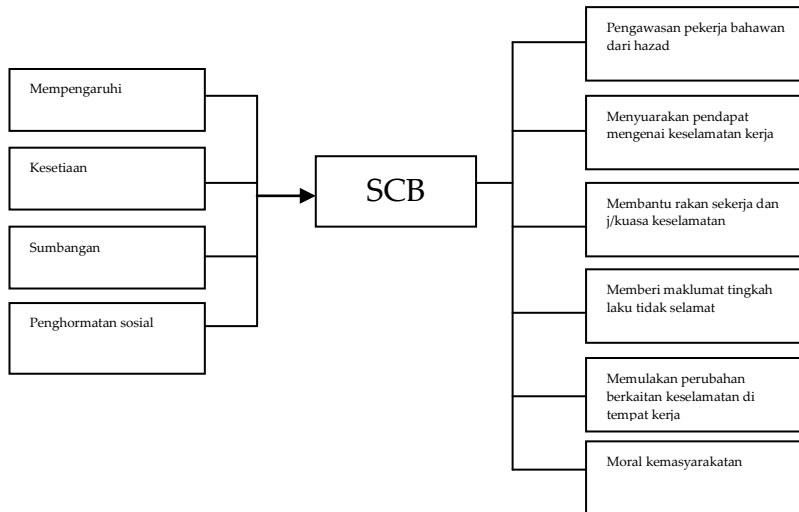 Mempengaruhi
Kesetiaan
Sumbangan
Penghormatan sosial
SCB
Pengawasan pekerja bahawan
dari hazad
Menyuarakan pendapat
mengenai keselamatan kerja
Membantu rakan sekerja dan
j/kuasa keselamatan
Memberi maklumat tingkah
laku tidak selamat
Memulakan perubahan
berkaitan keselamatan di
tempat kerja
Moral kemasyarakatan